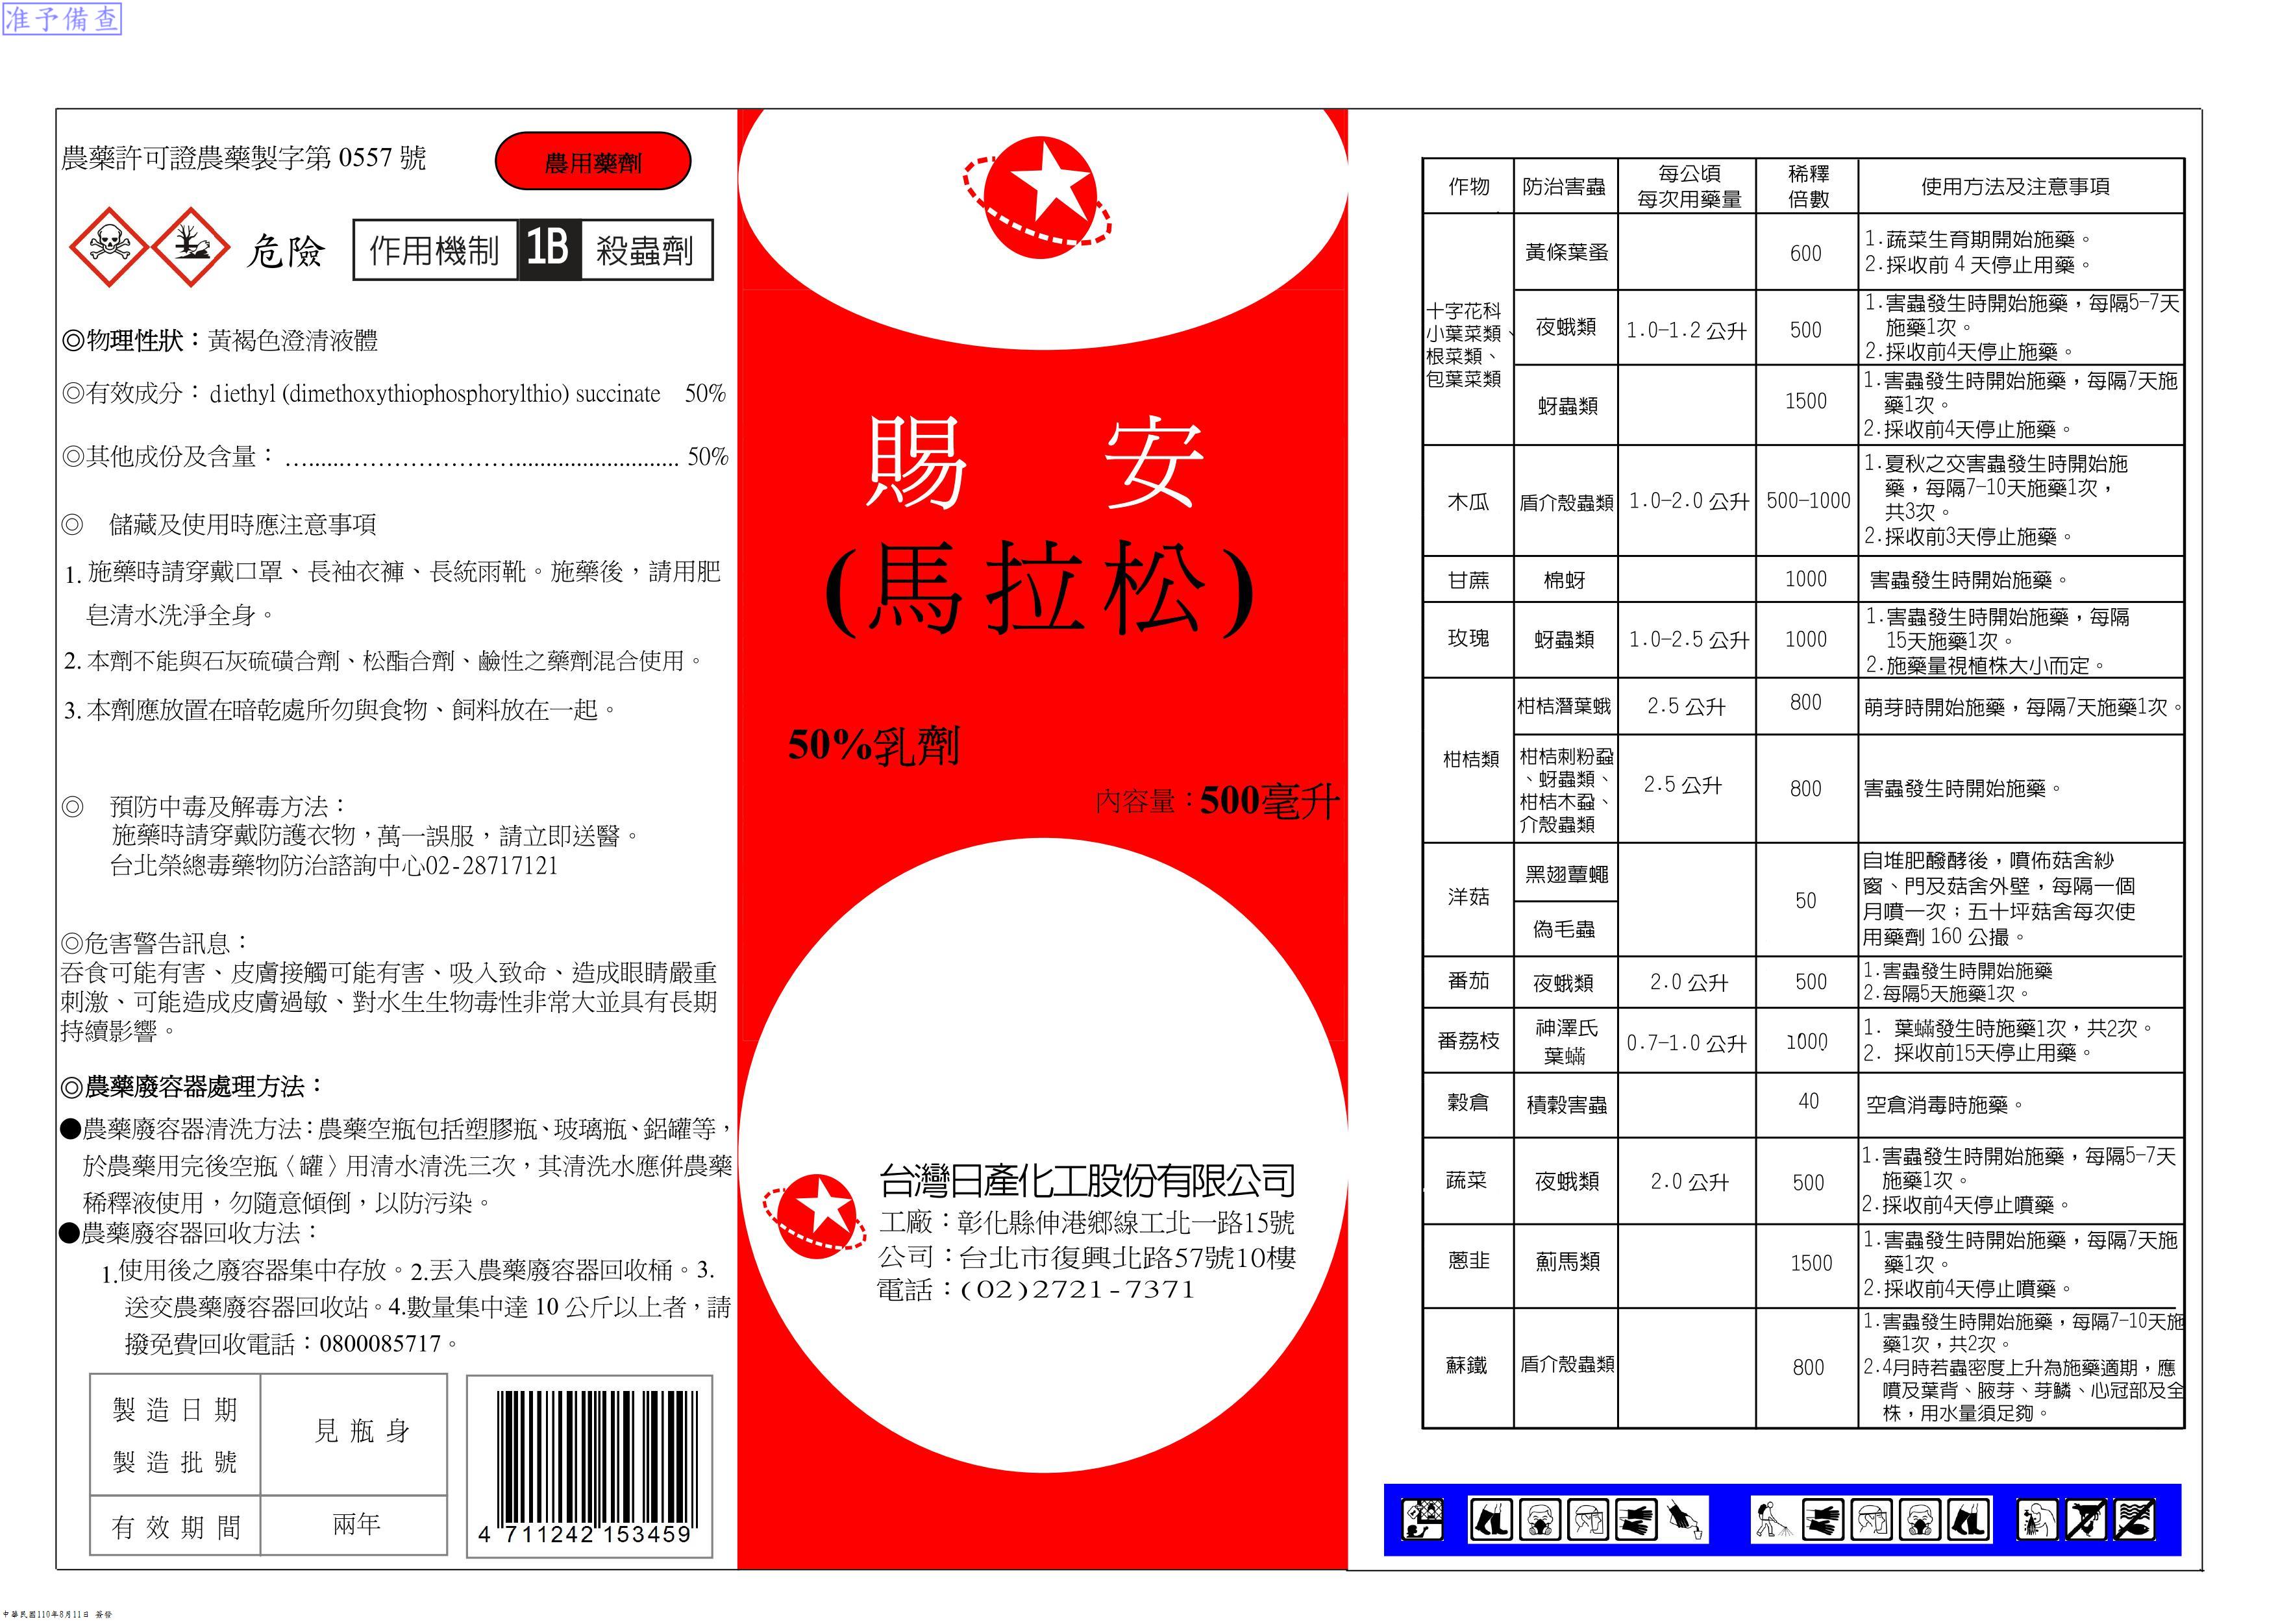 准予備查
農藥許可證農藥製字第 0557 號
農用藥劑
危險
作用機制 1B 殺蟲劑
◎物理性狀：黃褐色澄清液體
◎有效成分：diethyl (dimethoxythiophosphorylthio) succinate 50%
◎其他成份及含量：........................................ 50%
◎ 儲藏及使用時應注意事項
1. 施藥時請穿戴口罩、長袖衣褲、長統雨靴。施藥後，請用肥
皂清水洗淨全身。
2. 本劑不能與石灰硫磺合劑、松酯合劑、鹼性之藥劑混合使用。
3. 本劑應放置在暗乾處所勿與食物、飼料放在一起。
◎ 預防中毒及解毒方法：
施藥時請穿戴防護衣物，萬一誤服，請立即送醫。
台北榮總毒藥物防治諮詢中心02-28717121
◎危害警告訊息：
吞食可能有害、皮膚接觸可能有害、吸入致命、造成眼睛嚴重
刺激、可能造成皮膚過敏、對水生生物毒性非常大並具有長期
持續影響。
◎農藥廢容器處理方法：
●農藥廢容器清洗方法：農藥空瓶包括塑膠瓶、玻璃瓶、鋁罐等，
於農藥用完後空瓶〈罐〉用清水清洗三次，其清洗水應併農藥
稀釋液使用，勿隨意傾倒，以防污染。
●農藥廢容器回收方法：
1.使用後之廢容器集中存放。2.丟入農藥廢容器回收桶。3.
送交農藥廢容器回收站。4.數量集中達 10 公斤以上者，請
撥免費回收電話：0800085717。
製造日期
製造批號
見瓶身
有效期間 兩年
4 711242 153459
賜 安
(馬拉松)
50%乳劑
內容量：500毫升
台灣日產化工股份有限公司
工廠：彰化縣伸港鄉線工北一路15號
公司：台北市復興北路57號10樓
電話：(02)2721-7371
作物 防治害蟲 每公頃每次用藥量 稀釋倍數 使用方法及注意事項
十字花科
小葉菜類、
根菜類、
包葉菜類
黃條葉蚤 600 1.蔬菜生育期開始施藥。
2.採收前 4 天停止用藥。
夜蛾類 1.0-1.2 公升 500 1.害蟲發生時開始施藥，每隔5-7天
施藥1次。
2.採收前4天停止施藥。
蚜蟲類 1500 1.害蟲發生時開始施藥，每隔7天施
藥1次。
2.採收前4天停止施藥。
木瓜 盾介殼蟲類 1.0-2.0 公升 500-1000 1.夏秋之交害蟲發生時開始施
藥，每隔7-10天施藥1次，
共3次。
2.採收前3天停止施藥。
甘蔗 棉蚜 1000 害蟲發生時開始施藥。
玫瑰 蚜蟲類 1.0-2.5 公升 1000 1.害蟲發生時開始施藥，每隔
15天施藥1次。
2.施藥量視植株大小而定。
柑桔類
柑桔潛葉蛾 2.5 公升 800 萌芽時開始施藥，每隔7天施藥1次。
柑桔刺粉蝨
、蚜蟲類、
柑桔木蝨、
介殼蟲類
2.5 公升 800 害蟲發生時開始施藥。
洋菇
黑翅蕈蠅
偽毛蟲
50
自堆肥醱酵後，噴佈菇舍紗
窗、門及菇舍外壁，每隔一個
月噴一次；五十坪菇舍每次使
用藥劑 160 公撮。
番茄 夜蛾類 2.0 公升 500 1.害蟲發生時開始施藥
2.每隔5天施藥1次。
番荔枝 神澤氏葉蟎 0.7-1.0 公升 1000 1. 葉蟎發生時施藥1次，共2次。
2. 採收前15天停止用藥。
穀倉 積穀害蟲 40 空倉消毒時施藥。
蔬菜 夜蛾類 2.0 公升 500 1.害蟲發生時開始施藥，每隔5-7天
施藥1次。
2.採收前4天停止噴藥。
蔥韭 薊馬類 1500 1.害蟲發生時開始施藥，每隔7天施
藥1次。
2.採收前4天停止噴藥。
蘇鐵 盾介殼蟲類 800 1.害蟲發生時開始施藥，每隔7-10天施
藥1次，共2次。
2.4月時若蟲密度上升為施藥適期，應
噴及葉背、腋芽、芽鱗、心冠部及全
株，用水量須足夠。
中華民國110年8月11日 簽發